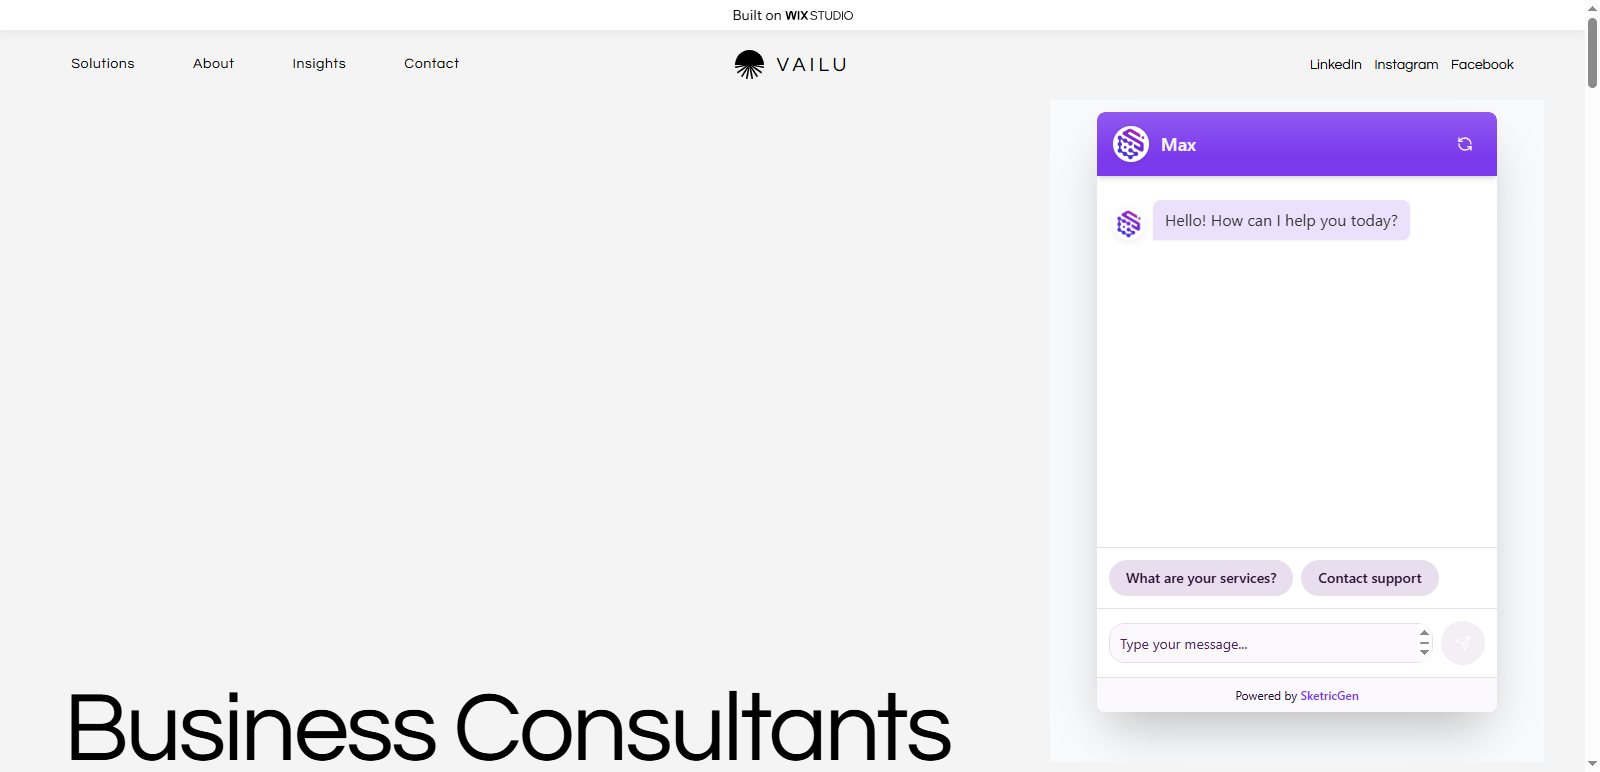 Built on WIX STUDIO
Solutions About Insights Contact
VAILU
LinkedIn Instagram Facebook
Max
Hello! How can I help you today?
What are your services? Contact support
Type your message...
Powered by SketricGen
Business Consultants